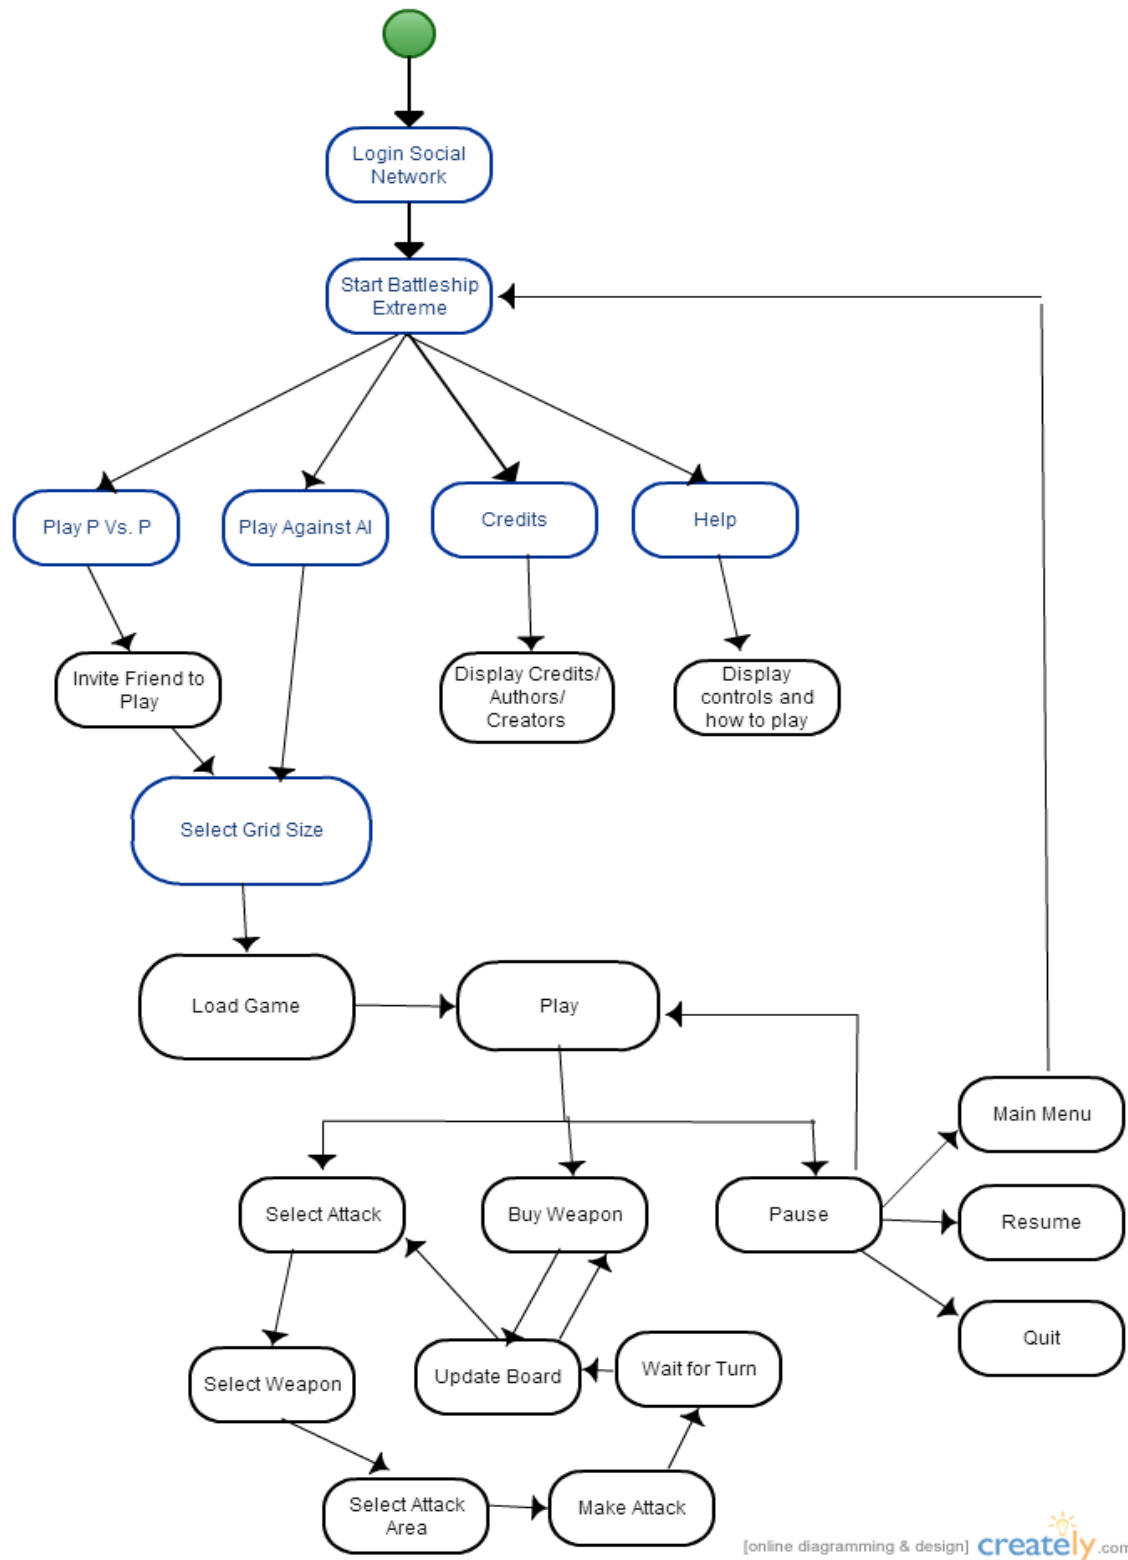 Login Social
Network
Start Battleship
Extreme
Play P Vs. P
Play Against AI
Credits
Help
Invite Friend to
Play
Display Credits/
Authors/
Creators
Display
controls and
how to play
Select Grid Size
Load Game
Play
Main Menu
Select Attack
Buy Weapon
Pause
Resume
Quit
Select Weapon
Update Board
Wait for Turn
Select Attack
Area
Make Attack
[online diagramming & design] creately.com